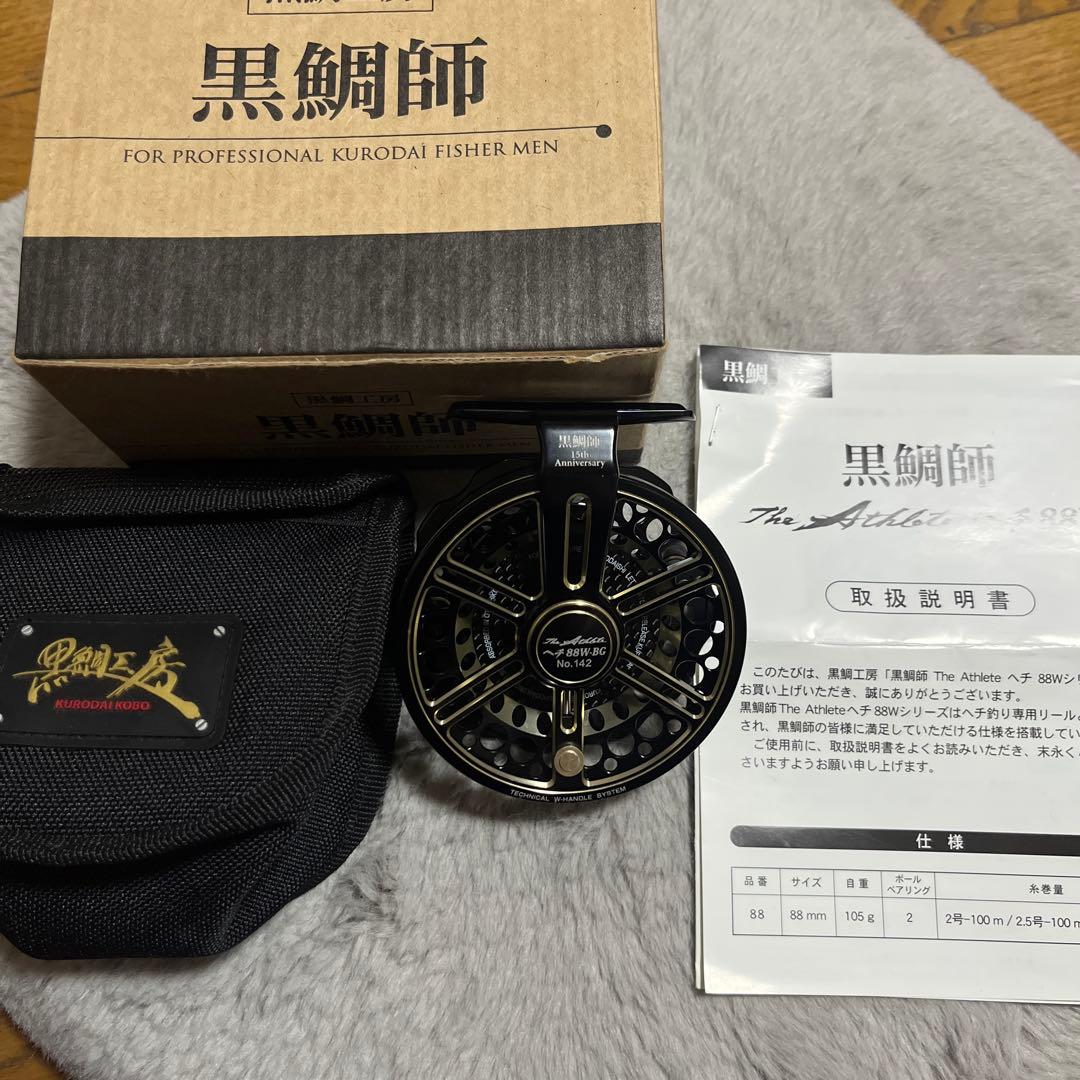 黒鯛師
FOR PROFESSIONAL KURODAI FISHER MEN
黒鯛工房
黒鯛師
FISHER MEN
黒鯛工房
KURODAI KOBO
黒鯛師
15th
Anniversary
The Athlete
ヘチ 88W-BG
No.142
TECHNICAL W-HANDLE SYSTEM
黒鯛
黒鯛師
The Athlete ヘチ 88
取扱説明書
このたびは、黒鯛工房「黒鯛師 The Athlete ヘチ 88Wシリ
お買い上げいただき、誠にありがとうございます。
黒鯛師The Athleteヘチ88Wシリーズはヘチ釣り専用リールと
され、黒鯛師の皆様に満足していただける仕様を搭載してい
ご使用前に、取扱説明書をよくお読みいただき、末永く
さいますようお願い申し上げます。
仕様
品番 サイズ 自重 ボールベアリング 糸巻量
88 88mm 105g 2 2号-100m / 2.5号-100m